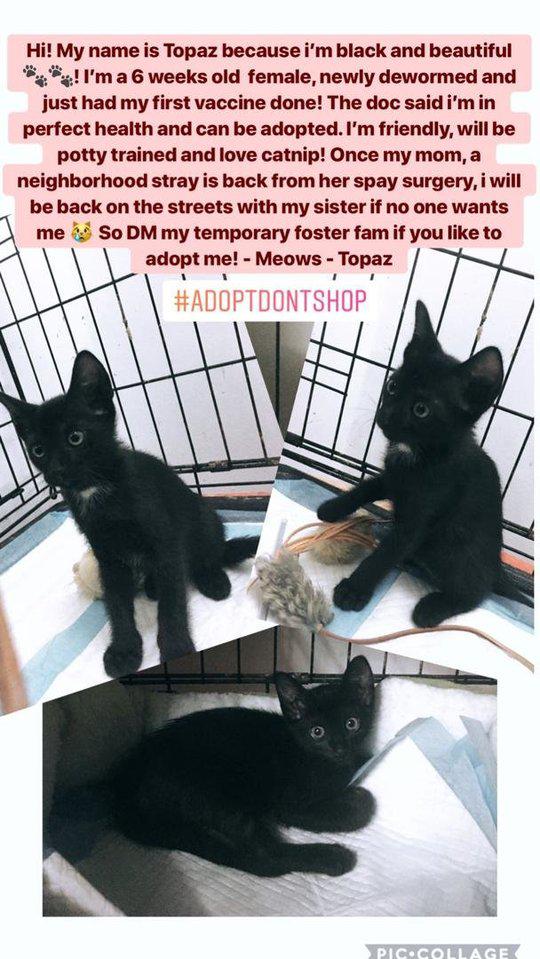 Hi! My name is Topaz because i'm black and beautiful
🐾🐾! I'm a 6 weeks old female, newly dewormed and
just had my first vaccine done! The doc said i'm in
perfect health and can be adopted. I'm friendly, will be
potty trained and love catnip! Once my mom, a
neighborhood stray is back from her spay surgery, i will
be back on the streets with my sister if no one wants
me 😿 So DM my temporary foster fam if you like to
adopt me! - Meows - Topaz
#ADOPTDONTSHOP
PIC•COLLAGE